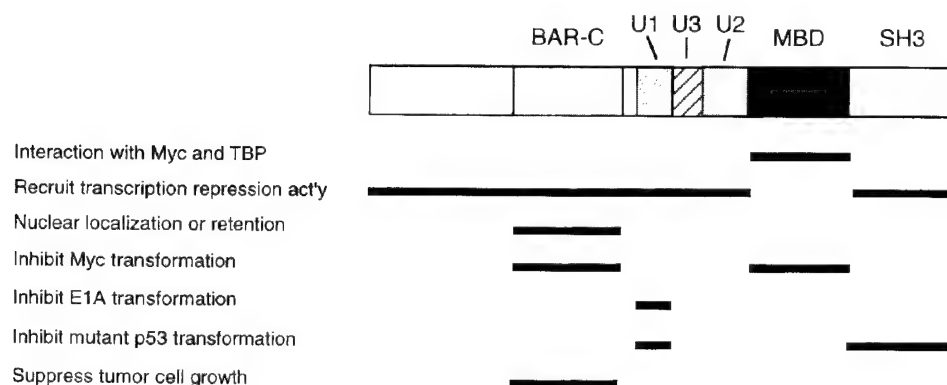 BAR-C U1 U3 U2 MBD SH3
Interaction with Myc and TBP
Recruit transcription repression act'y
Nuclear localization or retention
Inhibit Myc transformation
Inhibit E1A transformation
Inhibit mutant p53 transformation
Suppress tumor cell growth